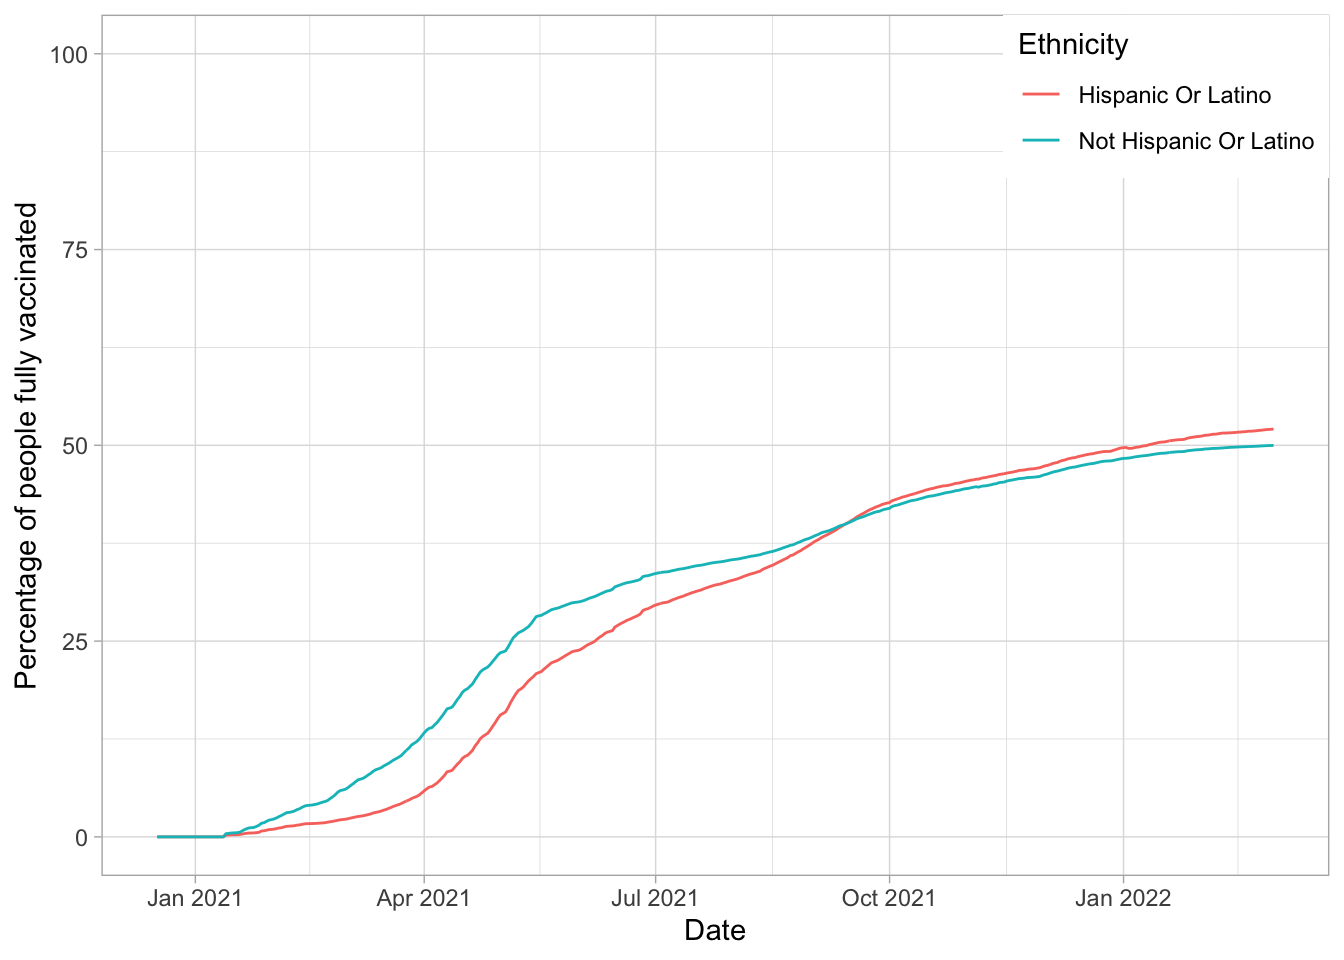 Ethnicity
Hispanic Or Latino
Not Hispanic Or Latino
Percentage of people fully vaccinated
100
75
50
25
0
Jan 2021
Apr 2021
Jul 2021
Oct 2021
Jan 2022
Date